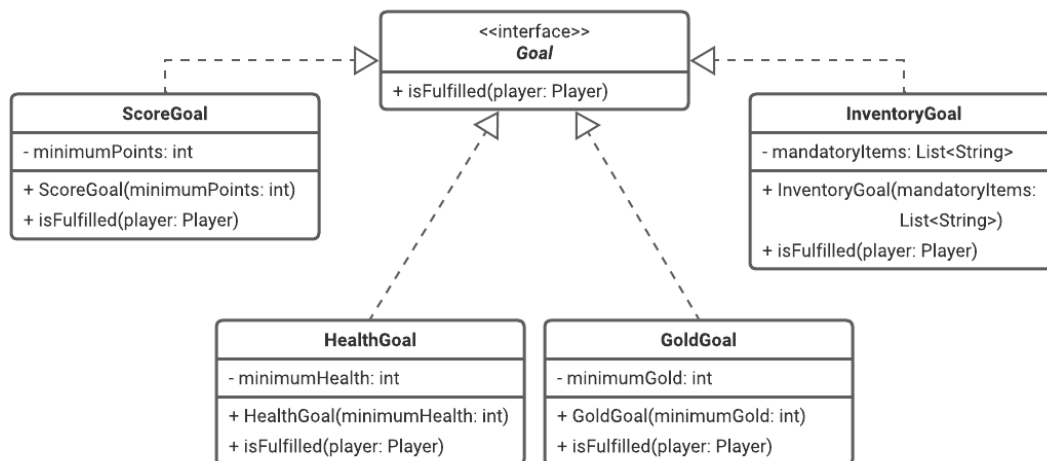 <<interface>>
Goal
+ isFulfilled(player: Player)
ScoreGoal
- minimumPoints: int
+ ScoreGoal(minimumPoints: int)
+ isFulfilled(player: Player)
InventoryGoal
- mandatoryItems: List<String>
+ InventoryGoal(mandatoryItems:
List<String>)
+ isFulfilled(player: Player)
HealthGoal
- minimumHealth: int
+ HealthGoal(minimumHealth: int)
+ isFulfilled(player: Player)
GoldGoal
- minimumGold: int
+ GoldGoal(minimumGold: int)
+ isFulfilled(player: Player)